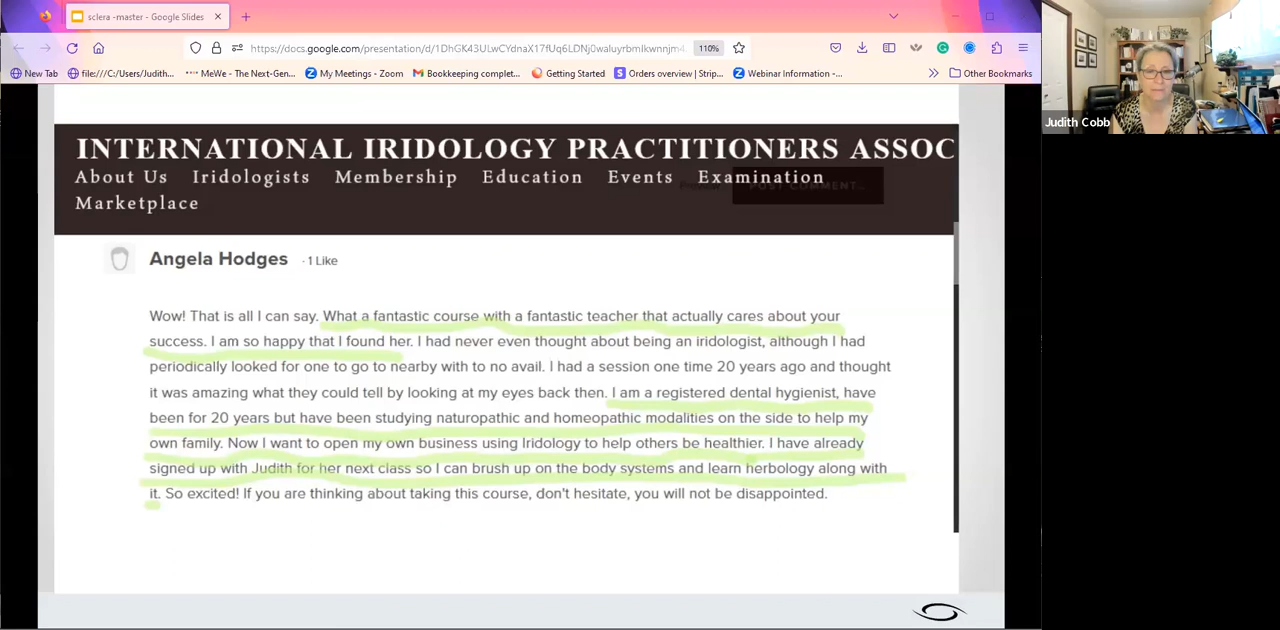 sclera -master - Google Slides
https://docs.google.com/presentation/d/1DhGK43ULwCYdnaX17fUq6LDNj0waluyrbmlkwnnjm4
110%
New Tab file:///C:/Users/Judith... MeWe - The Next-Gen... My Meetings - Zoom Bookkeeping complet... Getting Started Orders overview | Strip... Webinar Information -... Other Bookmarks
Judith Cobb
INTERNATIONAL IRIDOLOGY PRACTITIONERS ASSOC
About Us Iridologists Membership Education Events Examination
Preview POST COMMENT...
Marketplace
Angela Hodges · 1 Like
Wow! That is all I can say. What a fantastic course with a fantastic teacher that actually cares about your
success. I am so happy that I found her. I had never even thought about being an iridologist, although I had
periodically looked for one to go to nearby with to no avail. I had a session one time 20 years ago and thought
it was amazing what they could tell by looking at my eyes back then. I am a registered dental hygienist, have
been for 20 years but have been studying naturopathic and homeopathic modalities on the side to help my
own family. Now I want to open my own business using Iridology to help others be healthier. I have already
signed up with Judith for her next class so I can brush up on the body systems and learn herbology along with
it. So excited! If you are thinking about taking this course, don't hesitate, you will not be disappointed.